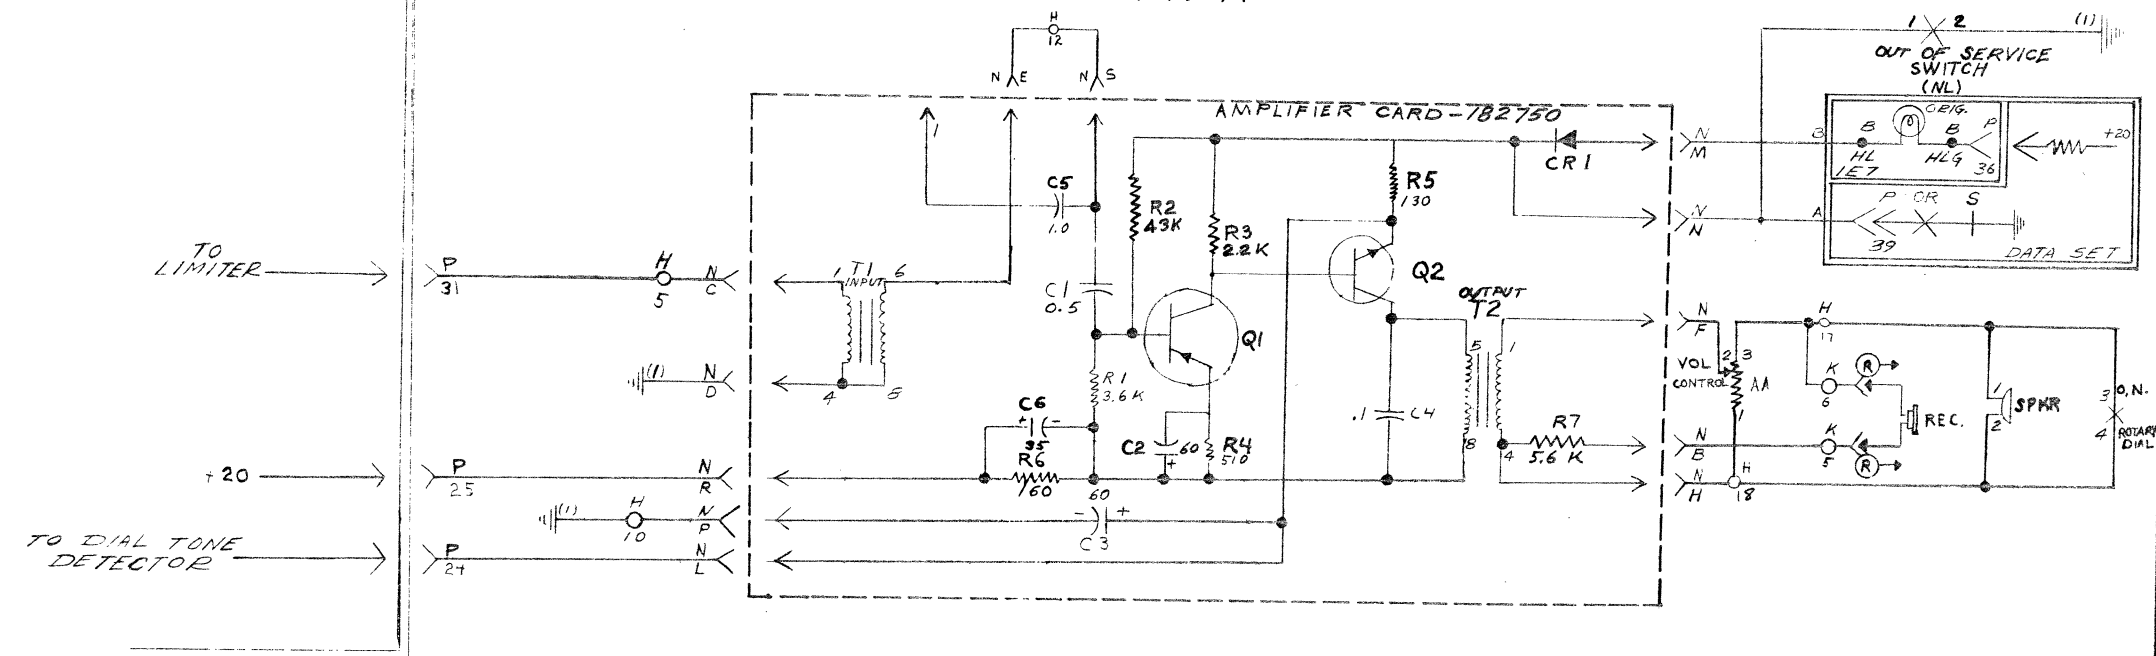 H
12
N E
N S
1 2
(1)
OUT OF SERVICE
SWITCH
(NL)
AMPLIFIER CARD-182750
1
C5
1.0
R2
43K
R3
2.2K
R5
130
CR1
N
M
N
N
B
B
HL
1E7
ORIG.
B
HLG
P
36
+20
A
P OR S
39
DATA SET
TO
LIMITER
P
31
H
5
N
C
1 T1 6
INPUT
C1
0.5
Q1
Q2
OUTPUT
T2
5 1
N
F
2 3
VOL
CONTROL
AA
1
H
17
K
6
R
REC.
1
SPKR
2
3 O.N.
4 ROTARY
DIAL
(1)
N
D
4 8
R1
3.6K
C6
+ -
35
R6
160
C2 60
+
R4
510
.1 C4
8 4
R7
5.6 K
N
B
K
5
R
N
H
H
18
+20
P
25
N
R
60
- +
C3
(1)
H
10
N
P
TO DIAL TONE
DETECTOR
P
27
N
L